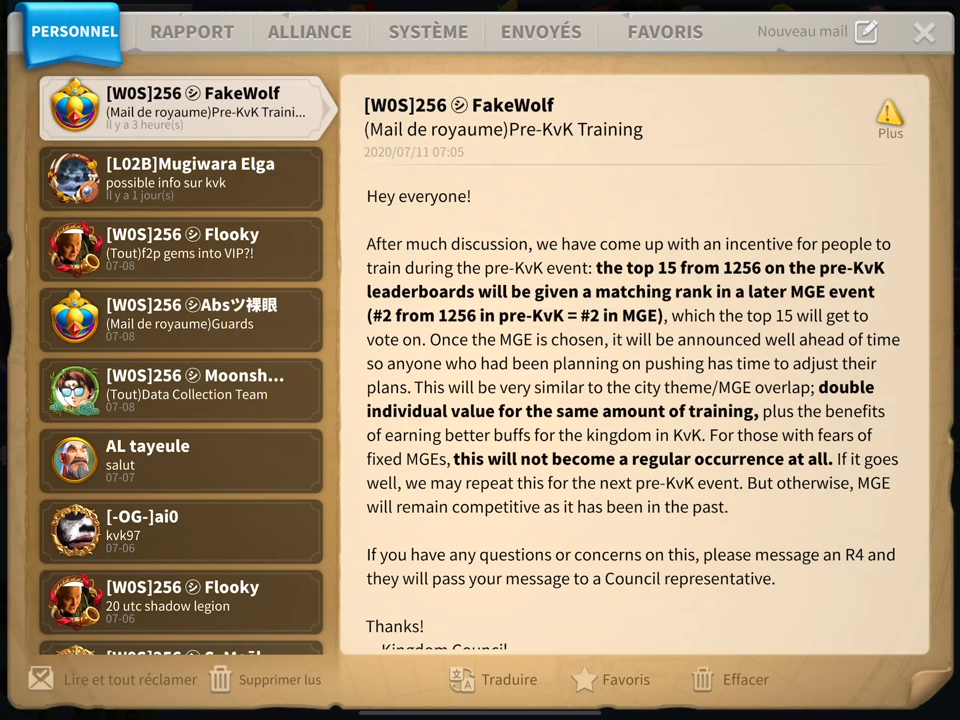 PERSONNEL
RAPPORT
ALLIANCE
SYSTÈME
ENVOYÉS
FAVORIS
Nouveau mail
[W0S]256 ㋛ FakeWolf
(Mail de royaume)Pre-KvK Traini...
Il y a 3 heure(s)
[L02B]Mugiwara Elga
possible info sur kvk
Il y a 1 jour(s)
[W0S]256 ㋛ Flooky
(Tout)f2p gems into VIP?!
07-08
[W0S]256 ㋛Absツ裸眼
(Mail de royaume)Guards
07-08
[W0S]256 ㋛ Moonsh...
(Tout)Data Collection Team
07-08
AL tayeule
salut
07-07
[-OG-]ai0
kvk97
07-06
[W0S]256 ㋛ Flooky
20 utc shadow legion
07-06
[W0S]256 ㋛
[W0S]256 ㋛ FakeWolf
(Mail de royaume)Pre-KvK Training
2020/07/11 07:05
Plus
Hey everyone!
After much discussion, we have come up with an incentive for people to
train during the pre-KvK event: the top 15 from 1256 on the pre-KvK
leaderboards will be given a matching rank in a later MGE event
(#2 from 1256 in pre-KvK = #2 in MGE), which the top 15 will get to
vote on. Once the MGE is chosen, it will be announced well ahead of time
so anyone who had been planning on pushing has time to adjust their
plans. This will be very similar to the city theme/MGE overlap; double
individual value for the same amount of training, plus the benefits
of earning better buffs for the kingdom in KvK. For those with fears of
fixed MGEs, this will not become a regular occurrence at all. If it goes
well, we may repeat this for the next pre-KvK event. But otherwise, MGE
will remain competitive as it has been in the past.
If you have any questions or concerns on this, please message an R4 and
they will pass your message to a Council representative.
Thanks!
Kingdom Council
Lire et tout réclamer
Supprimer lus
Traduire
Favoris
Effacer